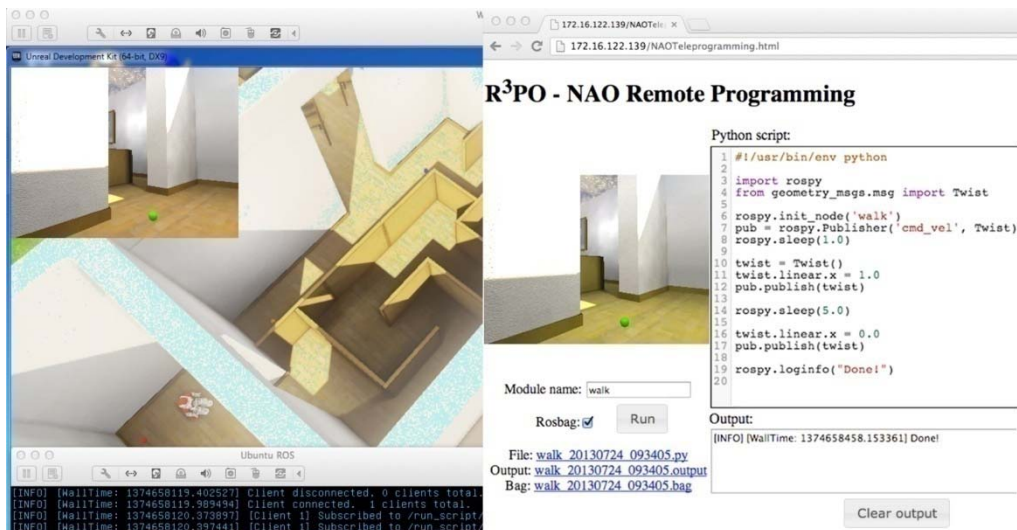 Unreal Development Kit (64-bit, DX9)
Ubuntu ROS
[INFO] [WallTime: 1374658119.402527] Client disconnected. 0 clients total.
[INFO] [WallTime: 1374658119.989494] Client connected.  1 clients total.
[INFO] [WallTime: 1374658120.373897] [Client 1] Subscribed to /run_script/
[INFO] [WallTime: 1374658120.397441] [Client 1] Subscribed to /run_script/
172.16.122.139/NAOTele
172.16.122.139/NAOTeleprogramming.html
R³PO - NAO Remote Programming
Python script:
1 #!/usr/bin/env python
2
3 import rospy
4 from geometry_msgs.msg import Twist
5
6 rospy.init_node('walk')
7 pub = rospy.Publisher('cmd_vel', Twist)
8 rospy.sleep(1.0)
9
10 twist = Twist()
11 twist.linear.x = 1.0
12 pub.publish(twist)
13
14 rospy.sleep(5.0)
15
16 twist.linear.x = 0.0
17 pub.publish(twist)
18
19 rospy.loginfo("Done!")
20
Module name: walk
Rosbag: Run
File: walk_20130724_093405.py
Output: walk_20130724_093405.output
Bag: walk_20130724_093405.bag
Output:
[INFO] [WallTime: 1374658458.153361] Done!
Clear output